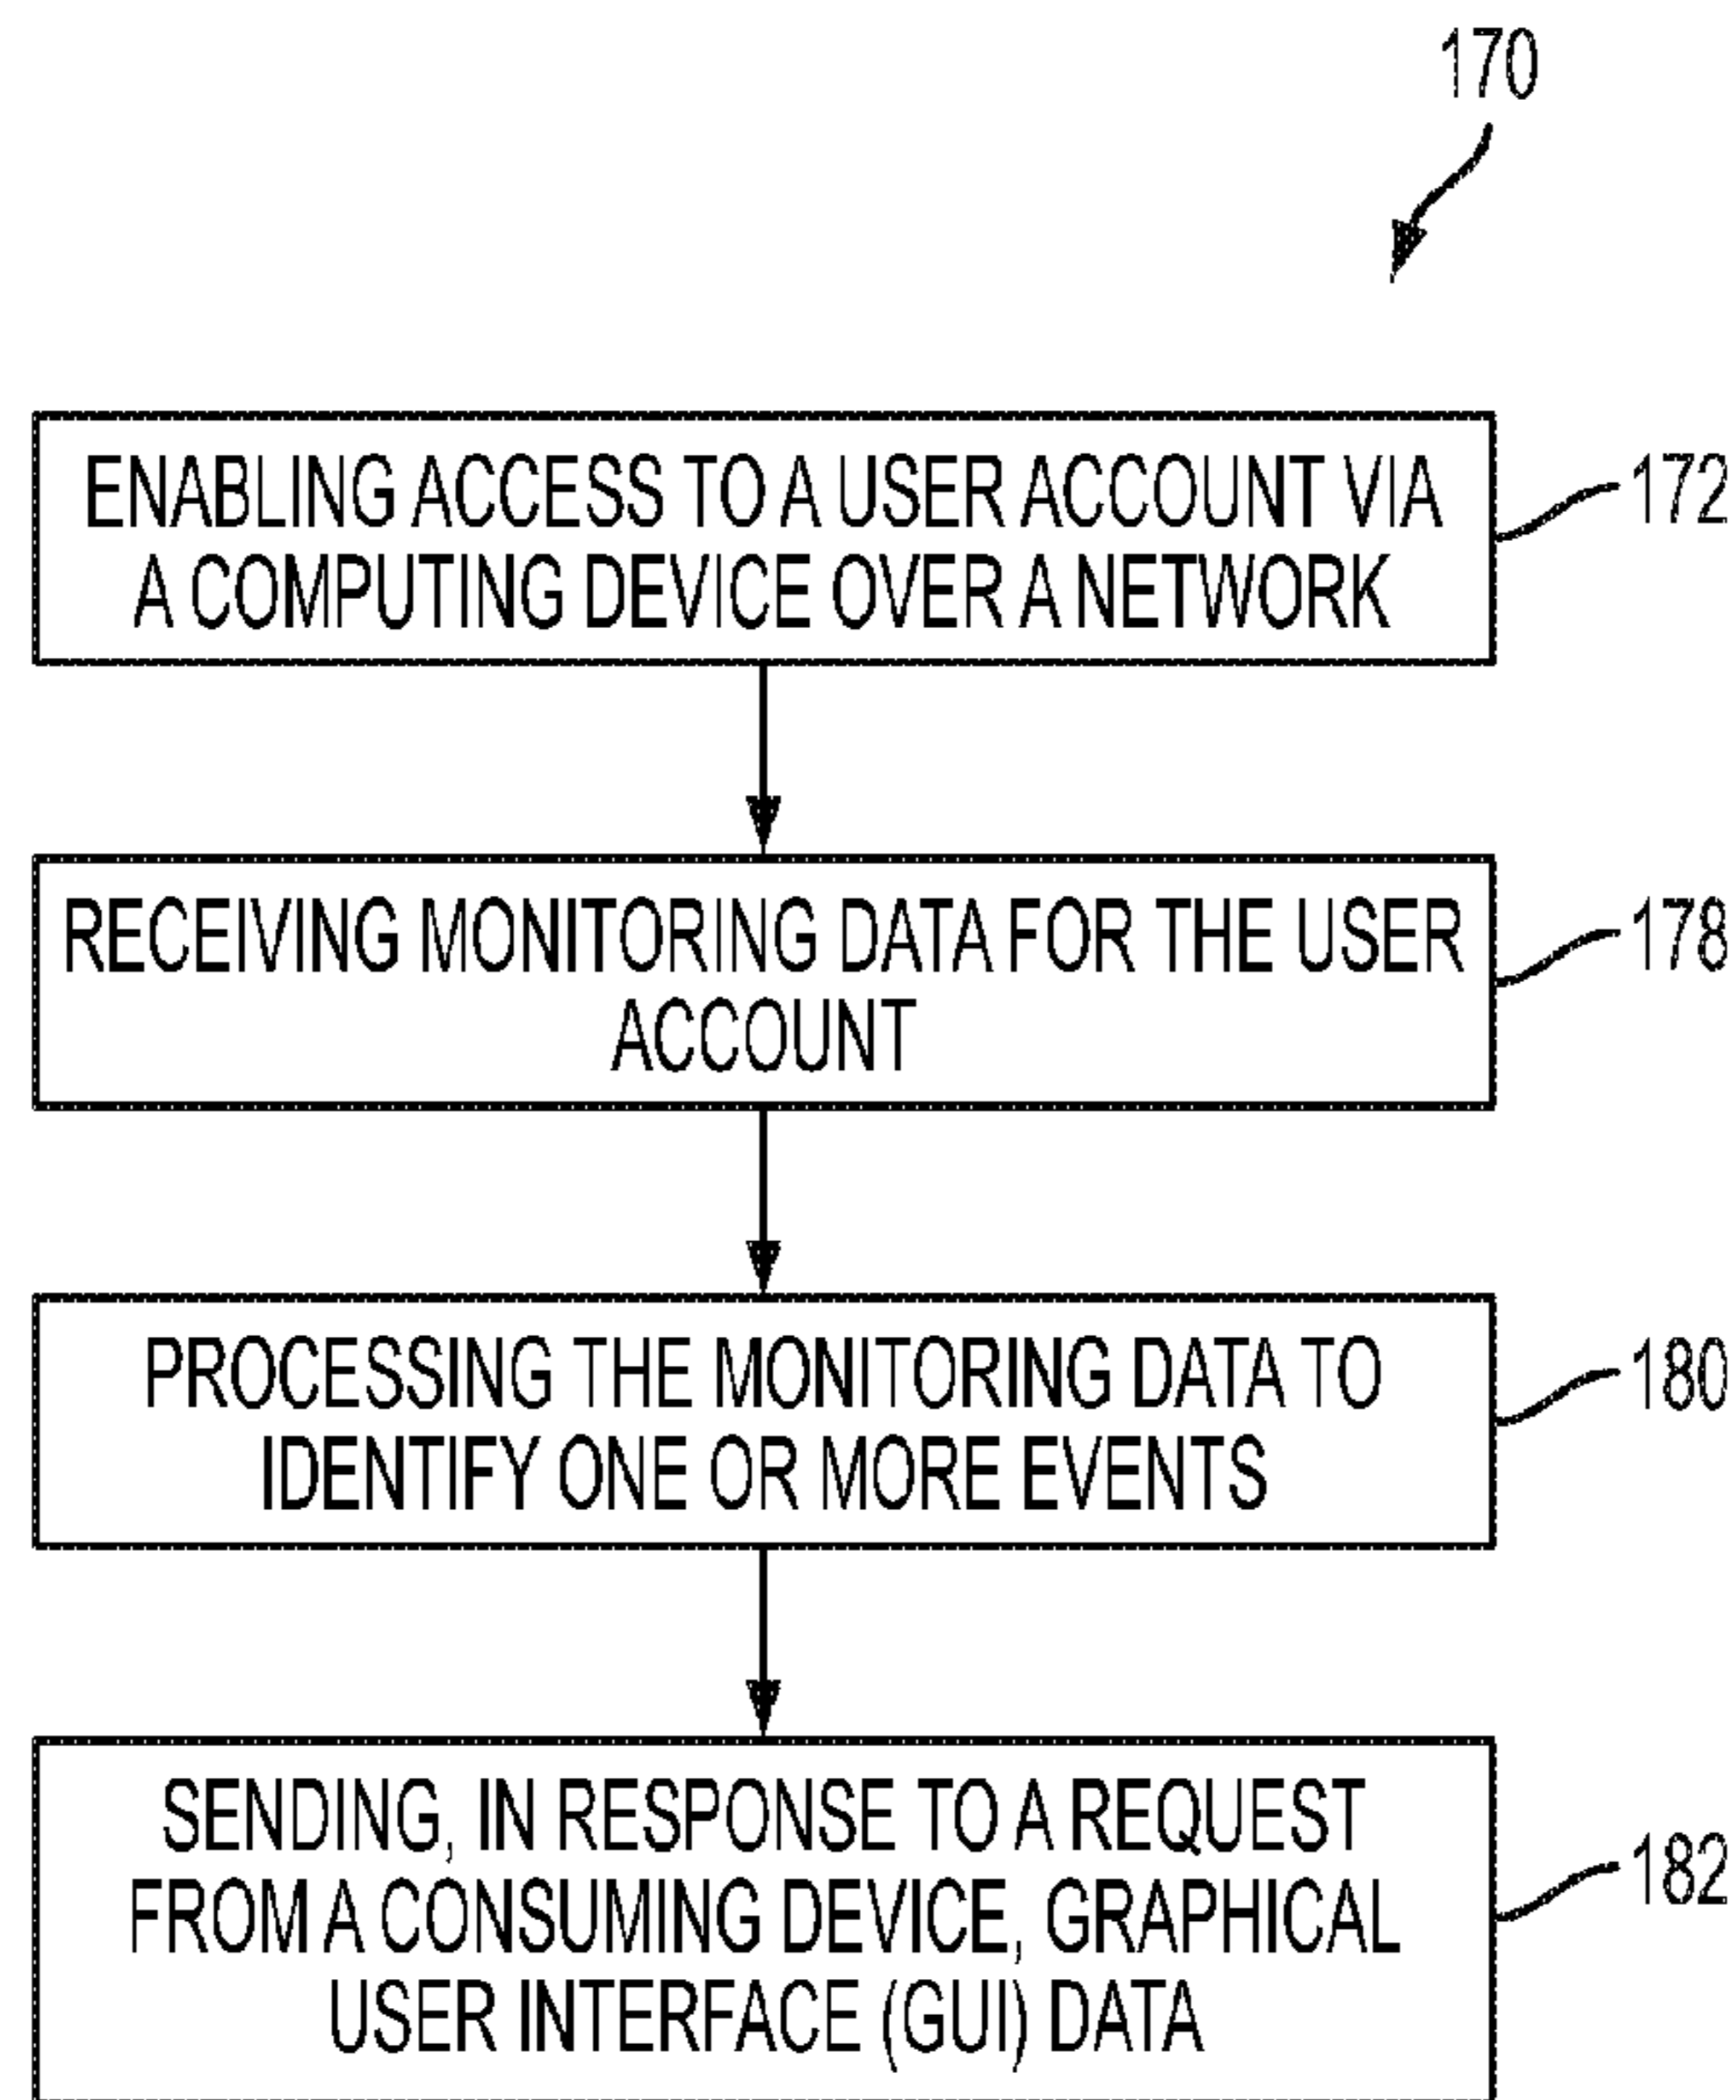 170
ENABLING ACCESS TO A USER ACCOUNT VIA
A COMPUTING DEVICE OVER A NETWORK
172
RECEIVING MONITORING DATA FOR THE USER
ACCOUNT
178
PROCESSING THE MONITORING DATA TO
IDENTIFY ONE OR MORE EVENTS
180
SENDING, IN RESPONSE TO A REQUEST
FROM A CONSUMING DEVICE, GRAPHICAL
USER INTERFACE (GUI) DATA
182